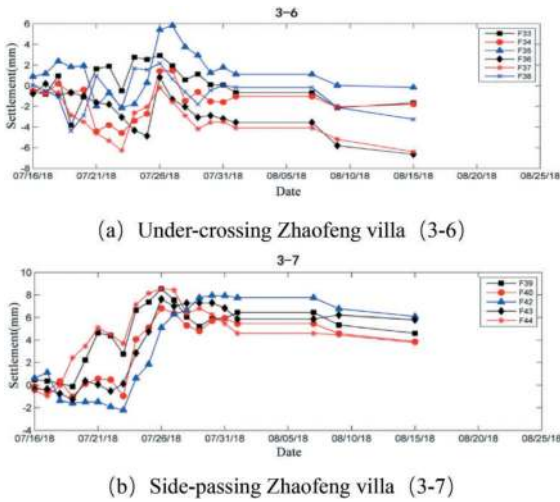 3-6
Settlement(mm)
6
4
2
0
-2
-4
-6
-8
F33
F34
F35
F36
F37
F38
07/16/18 07/21/18 07/26/18 07/31/18 08/05/18 08/10/18 08/15/18 08/20/18 08/25/18
Date
(a) Under-crossing Zhaofeng villa (3-6)
3-7
Settlement(mm)
10
8
6
4
2
0
-2
-4
F39
F40
F42
F43
F44
07/16/18 07/21/18 07/26/18 07/31/18 08/05/18 08/10/18 08/15/18 08/20/18 08/25/18
Date
(b) Side-passing Zhaofeng villa (3-7)